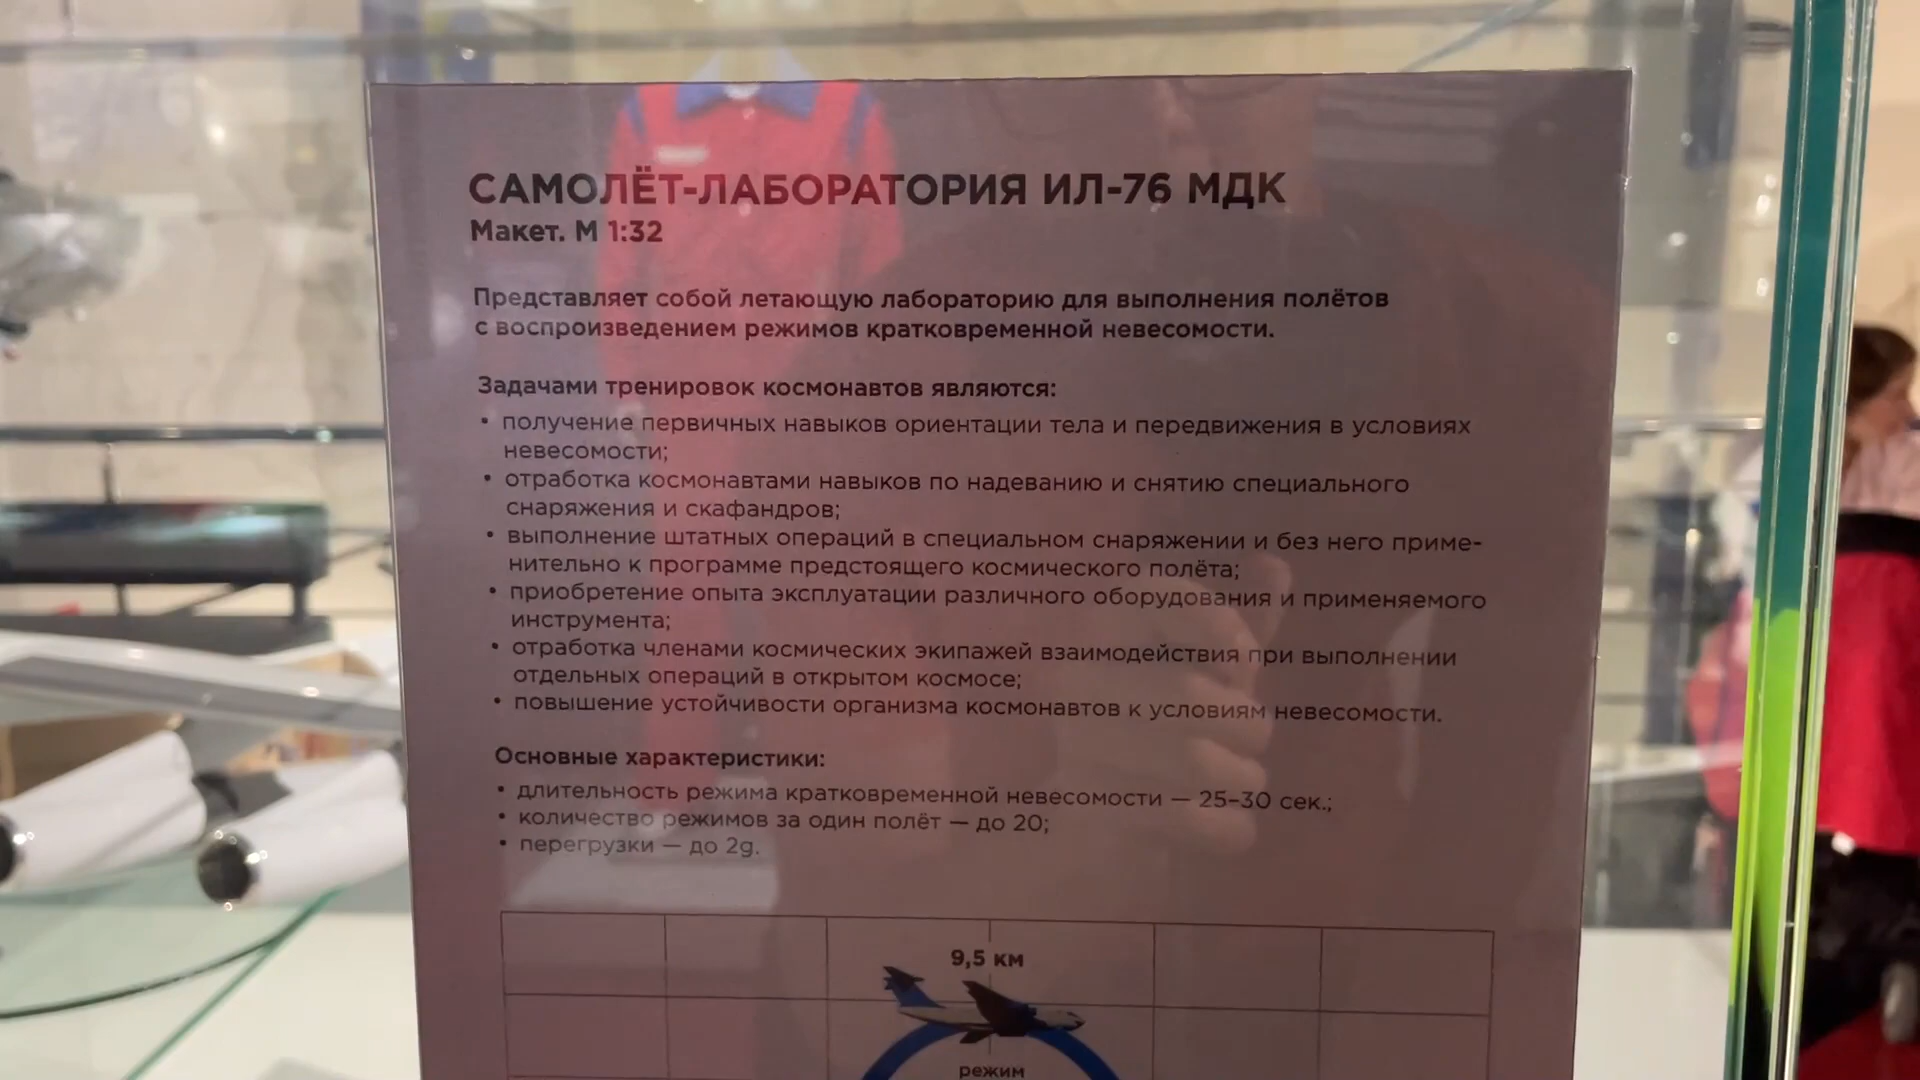 САМОЛЁТ-ЛАБОРАТОРИЯ ИЛ-76 МДК
Макет. М 1:32
Представляет собой летающую лабораторию для выполнения полётов
с воспроизведением режимов кратковременной невесомости.
Задачами тренировок космонавтов являются:
• получение первичных навыков ориентации тела и передвижения в условиях
невесомости;
• отработка космонавтами навыков по надеванию и снятию специального
снаряжения и скафандров;
• выполнение штатных операций в специальном снаряжении и без него приме-
нительно к программе предстоящего космического полёта;
• приобретение опыта эксплуатации различного оборудования и применяемого
инструмента;
• отработка членами космических экипажей взаимодействия при выполнении
отдельных операций в открытом космосе;
• повышение устойчивости организма космонавтов к условиям невесомости.
Основные характеристики:
• длительность режима кратковременной невесомости — 25–30 сек.;
• количество режимов за один полёт — до 20;
• перегрузки — до 2g.
9,5 км
режим